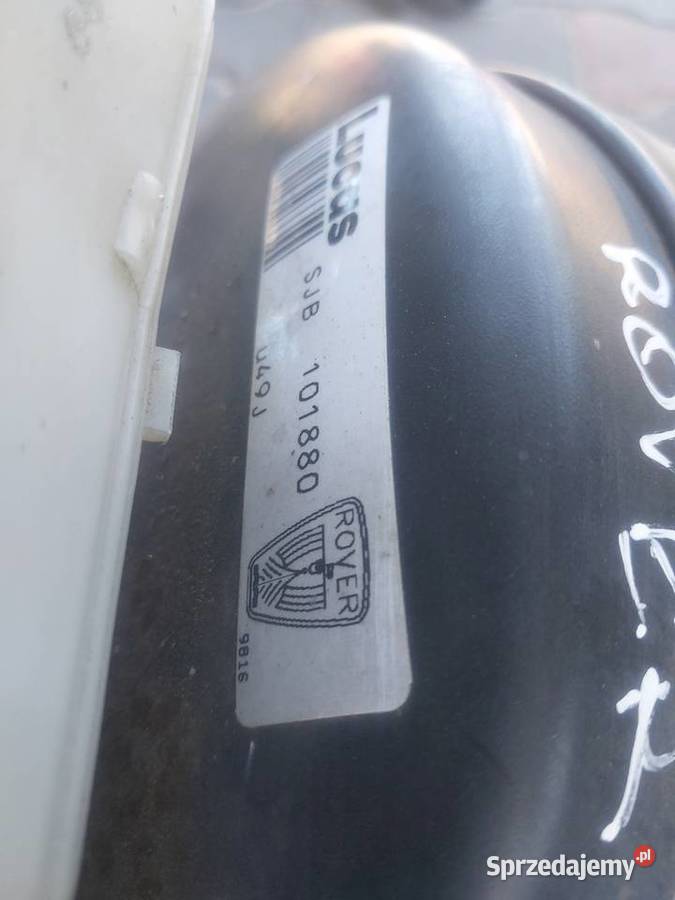 Lucas
SJB 101880
U49J
ROVER
9816
ROVER
Sprzedajemy.pl